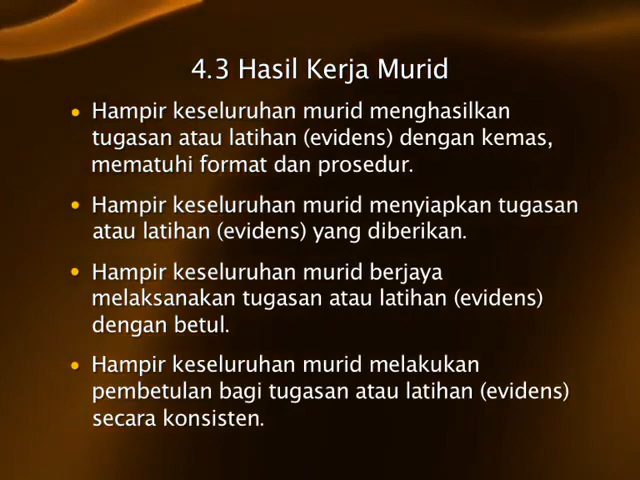 4.3 Hasil Kerja Murid
• Hampir keseluruhan murid menghasilkan
tugasan atau latihan (evidens) dengan kemas,
mematuhi format dan prosedur.
• Hampir keseluruhan murid menyiapkan tugasan
atau latihan (evidens) yang diberikan.
• Hampir keseluruhan murid berjaya
melaksanakan tugasan atau latihan (evidens)
dengan betul.
• Hampir keseluruhan murid melakukan
pembetulan bagi tugasan atau latihan (evidens)
secara konsisten.